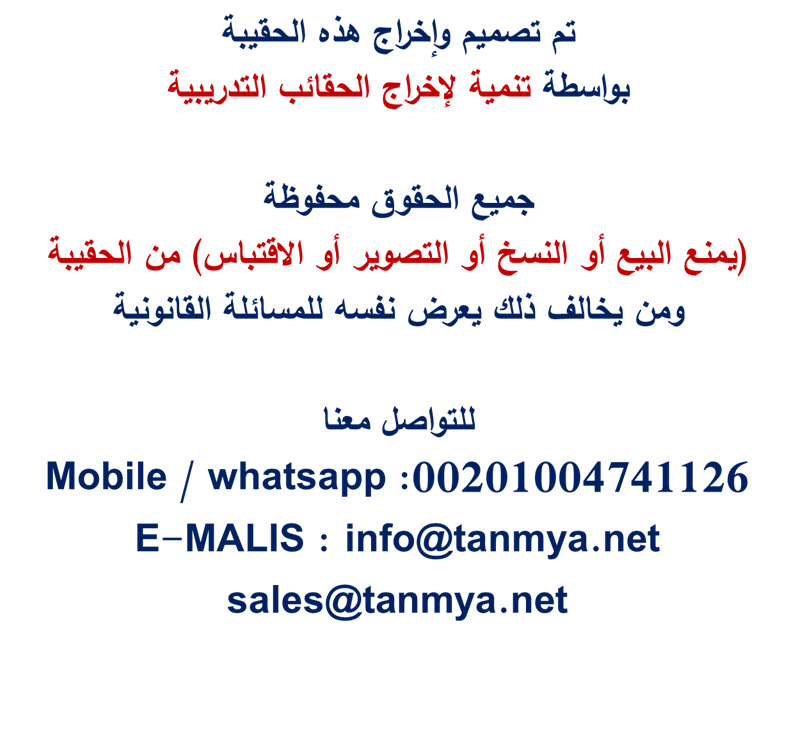 تم تصميم وإخراج هذه الحقيبة
بواسطة تنمية لإخراج الحقائب التدريبية
جميع الحقوق محفوظة
(يمنع البيع أو النسخ أو التصوير أو الاقتباس) من الحقيبة
ومن يخالف ذلك يعرض نفسه للمسائلة القانونية
للتواصل معنا
Mobile / whatsapp :00201004741126
E-MALIS : info@tanmya.net
sales@tanmya.net